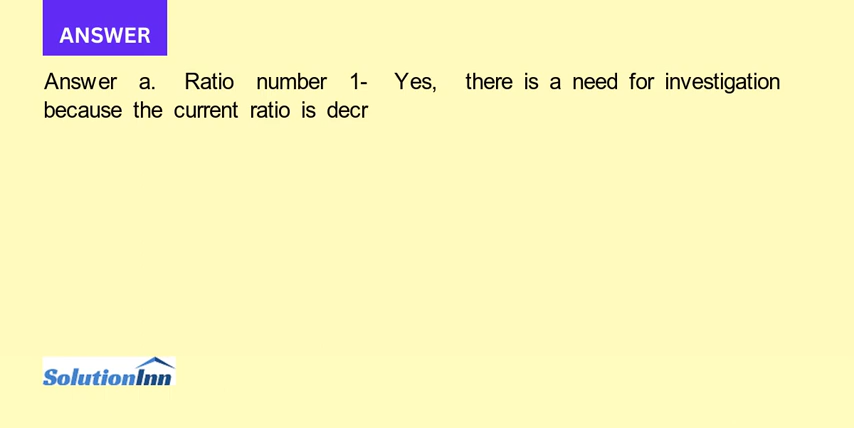 ANSWER
Answer a. Ratio number 1- Yes, there is a need for investigation
because the current ratio is decr
SolutionInn